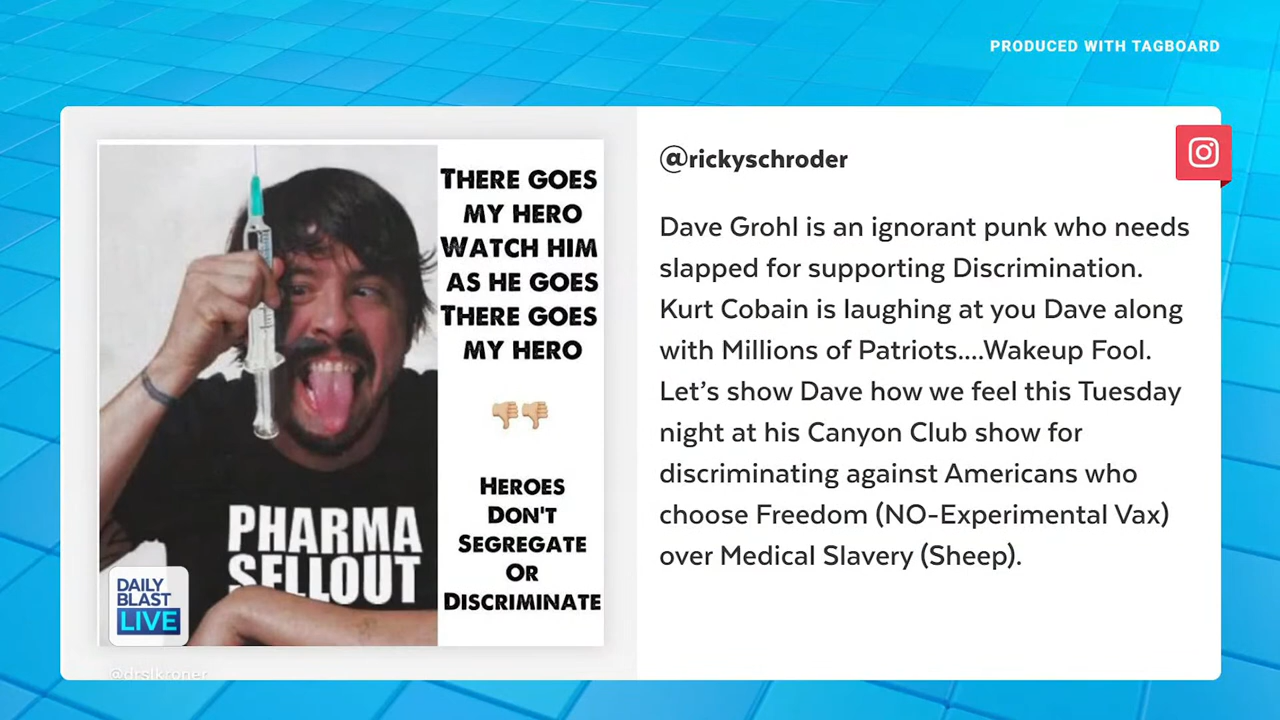 PRODUCED WITH TAGBOARD
THERE GOES
MY HERO
WATCH HIM
AS HE GOES
THERE GOES
MY HERO
HEROES
DON'T
SEGREGATE
OR
DISCRIMINATE
PHARMA
SELLOUT
DAILY
BLAST
LIVE
@drslkroner
@rickyschroder
Dave Grohl is an ignorant punk who needs
slapped for supporting Discrimination.
Kurt Cobain is laughing at you Dave along
with Millions of Patriots....Wakeup Fool.
Let’s show Dave how we feel this Tuesday
night at his Canyon Club show for
discriminating against Americans who
choose Freedom (NO-Experimental Vax)
over Medical Slavery (Sheep).